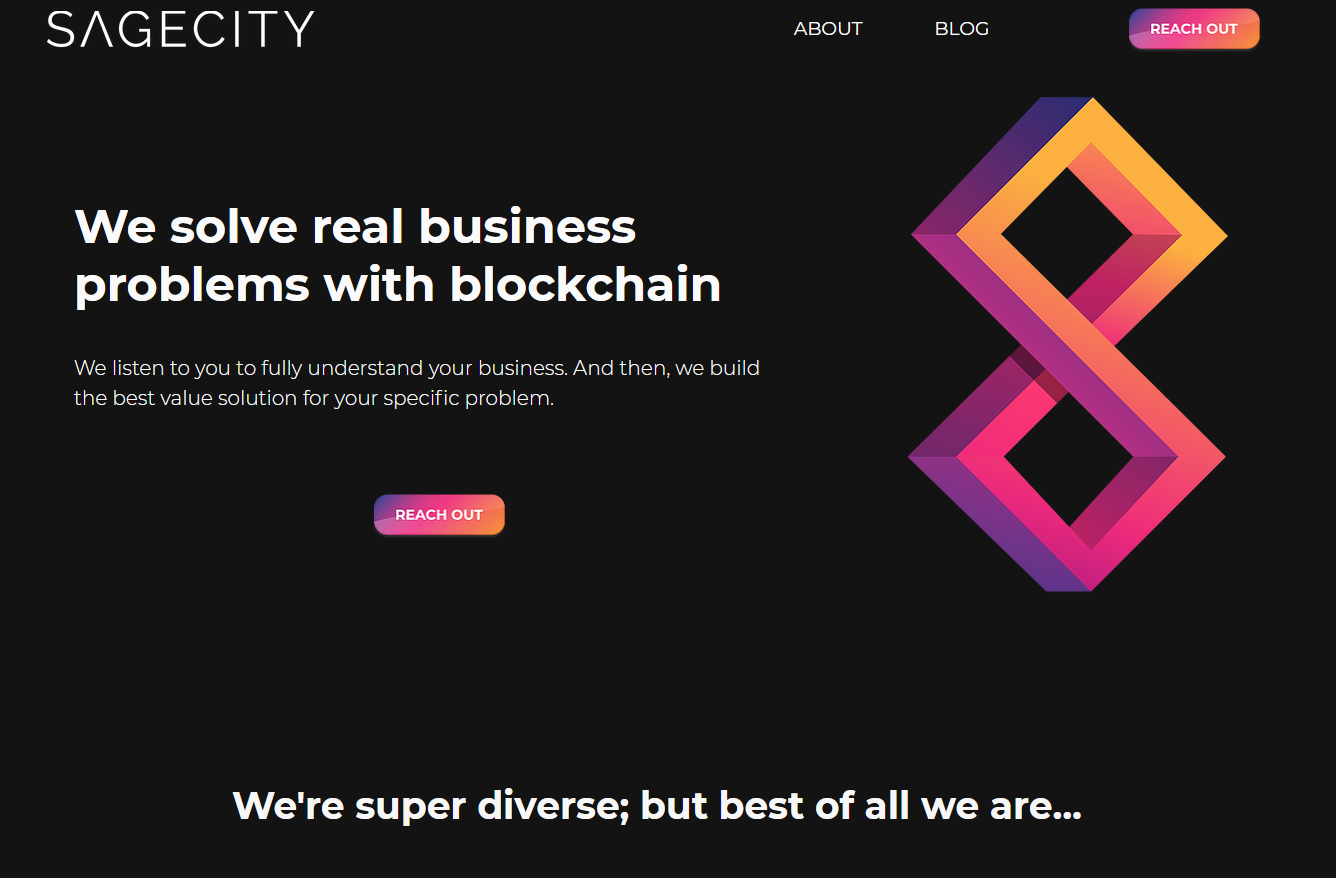 SAGECITY
ABOUT
BLOG
REACH OUT
We solve real business
problems with blockchain
We listen to you to fully understand your business. And then, we build
the best value solution for your specific problem.
REACH OUT
We're super diverse; but best of all we are...